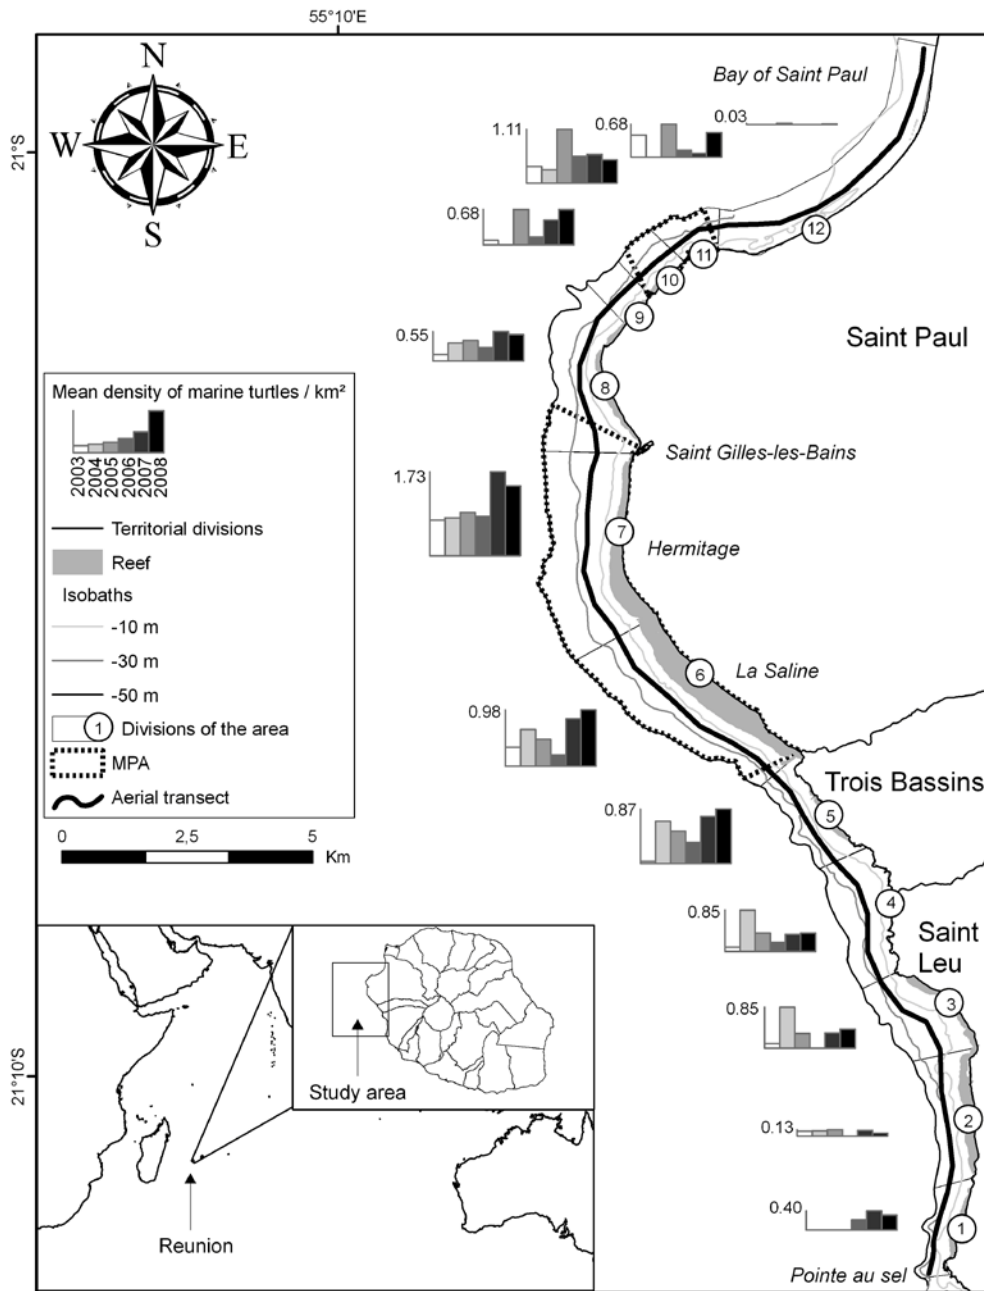 55°10'E
N
W
E
S
21°S
Bay of Saint Paul
1.11
0.68
0.03
0.68
12
11
10
9
Saint Paul
0.55
8
Mean density of marine turtles / km²
2003
2004
2005
2006
2007
2008
Territorial divisions
Reef
Isobaths
-10 m
-30 m
-50 m
1 Divisions of the area
MPA
Aerial transect
0 2,5 5
Km
Saint Gilles-les-Bains
1.73
7
Hermitage
6
La Saline
0.98
Trois Bassins
0.87
5
4
0.85
Saint
Leu
3
0.85
21°10'S
Study area
Reunion
2
0.13
0.40
1
Pointe au sel